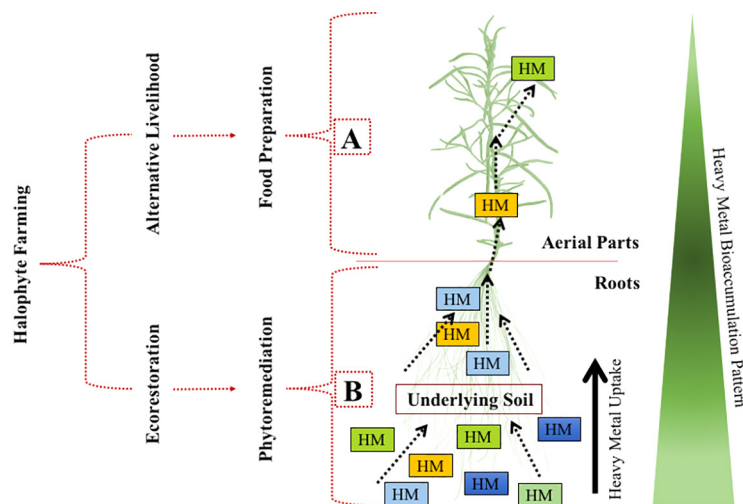 Halophyte Farming
Alternative Livelihood
Food Preparation
A
Ecorestoration
Phytoremediation
B
HM
HM
Aerial Parts
Roots
HM
HM
HM
Underlying Soil
HM
HM
HM
HM
HM
HM
HM
Heavy Metal Uptake
Heavy Metal Bioaccumulation Pattern